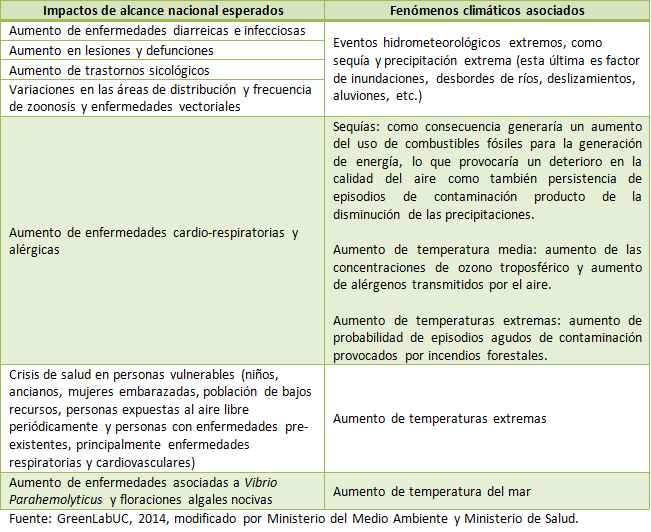 Impactos de alcance nacional esperados
Fenómenos climáticos asociados
Aumento de enfermedades diarreicas e infecciosas
Aumento en lesiones y defunciones
Aumento de trastornos sicológicos
Variaciones en las áreas de distribución y frecuencia
de zoonosis y enfermedades vectoriales
Eventos hidrometeorológicos extremos, como
sequía y precipitación extrema (esta última es factor
de inundaciones, desbordes de ríos, deslizamientos,
aluviones, etc.)
Aumento de enfermedades cardio-respiratorias y
alérgicas
Sequías: como consecuencia generaría un aumento
del uso de combustibles fósiles para la generación
de energía, lo que provocaría un deterioro en la
calidad del aire como también persistencia de
episodios de contaminación producto de la
disminución de las precipitaciones.
Aumento de temperatura media: aumento de las
concentraciones de ozono troposférico y aumento
de alérgenos transmitidos por el aire.
Aumento de temperaturas extremas: aumento de
probabilidad de episodios agudos de contaminación
provocados por incendios forestales.
Crisis de salud en personas vulnerables (niños,
ancianos, mujeres embarazadas, población de bajos
recursos, personas expuestas al aire libre
periódicamente y personas con enfermedades pre-
existentes, principalmente enfermedades
respiratorias y cardiovasculares)
Aumento de temperaturas extremas
Aumento de enfermedades asociadas a Vibrio
Parahemolyticus y floraciones algales nocivas
Aumento de temperatura del mar
Fuente: GreenLabUC, 2014, modificado por Ministerio del Medio Ambiente y Ministerio de Salud.